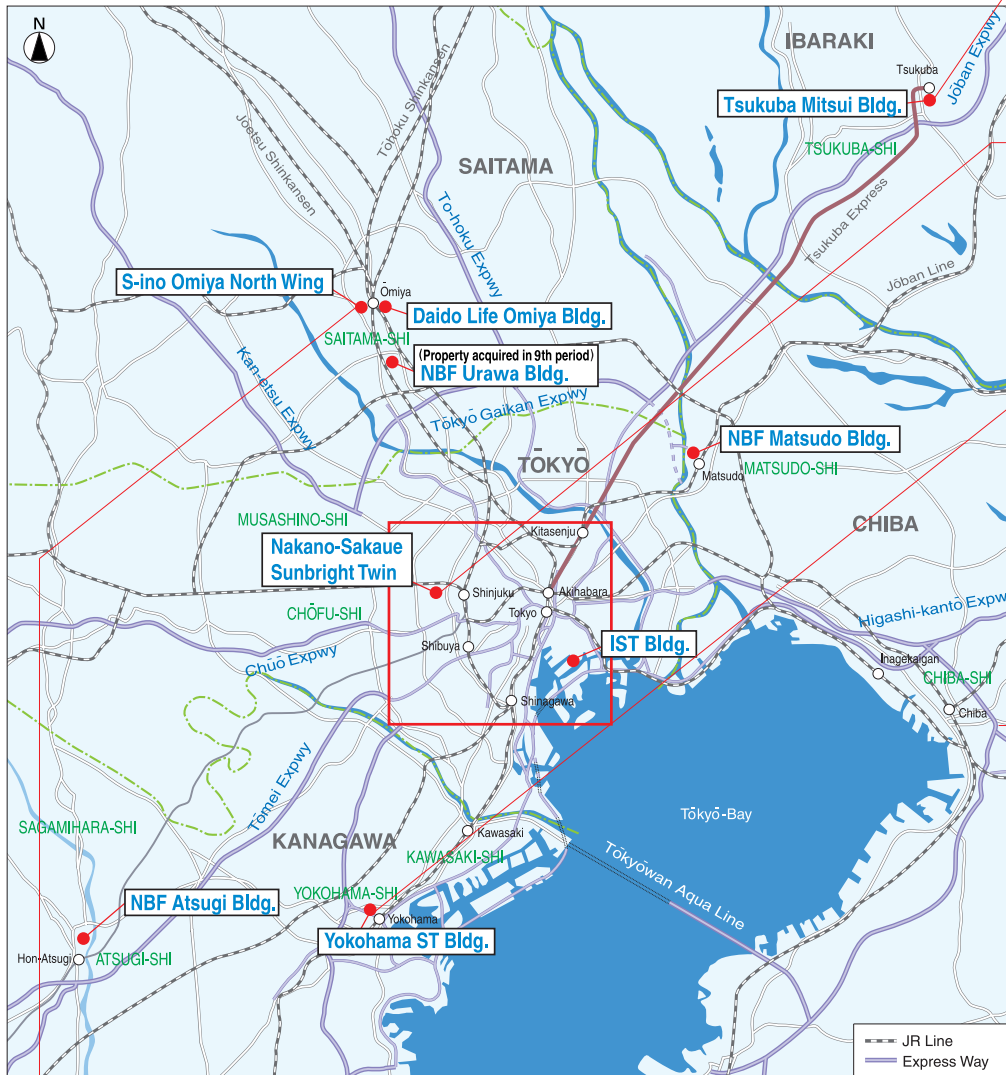 N
IBARAKI
Jōban Expwy
Tsukuba
Tsukuba Mitsui Bldg.
TSUKUBA-SHI
Jōetsu Shinkansen
Tōhoku Shinkansen
SAITAMA
To-hoku Expwy
Tsukuba Express
Jōban Line
S-ino Omiya North Wing
Ōmiya
Daido Life Omiya Bldg.
SAITAMA-SHI
(Property acquired in 9th period)
NBF Urawa Bldg.
Kan-etsu Expwy
Tōkyō Gaikan Expwy
NBF Matsudo Bldg.
TŌKYŌ
Matsudo
MATSUDO-SHI
MUSASHINO-SHI
CHIBA
Kitasenju
Nakano-Sakaue
Sunbright Twin
Shinjuku
Akihabara
CHŌFU-SHI
Tokyo
Higashi-kantō Expwy
Shibuya
IST Bldg.
Chūō Expwy
Inagekaigan
CHIBA-SHI
Shinagawa
Chiba
Tōmei Expwy
SAGAMIHARA-SHI
Tōkyō-Bay
KANAGAWA
Kawasaki
KAWASAKI-SHI
Tōkyōwan Aqua Line
NBF Atsugi Bldg.
YOKOHAMA-SHI
Yokohama
Yokohama ST Bldg.
Hon-Atsugi
ATSUGI-SHI
JR Line
Express Way